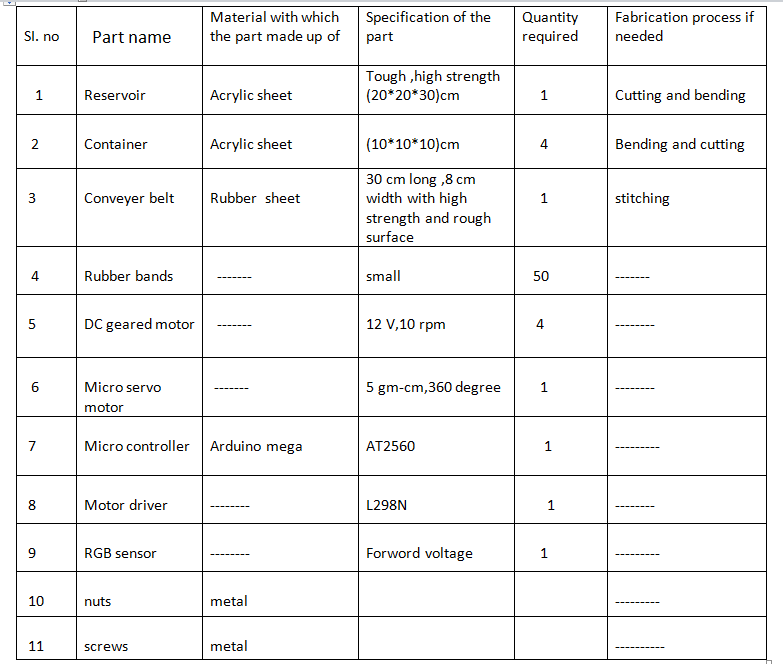 Sl. no Part name Material with which the part made up of Specification of the part Quantity required Fabrication process if needed
1 Reservoir Acrylic sheet Tough ,high strength (20*20*30)cm 1 Cutting and bending
2 Container Acrylic sheet (10*10*10)cm 4 Bending and cutting
3 Conveyer belt Rubber sheet 30 cm long ,8 cm width with high strength and rough surface 1 stitching
4 Rubber bands ------- small 50 -------
5 DC geared motor ------- 12 V,10 rpm 4 --------
6 Micro servo motor ------- 5 gm-cm,360 degree 1 --------
7 Micro controller Arduino mega AT2560 1 ---------
8 Motor driver -------- L298N 1 --------
9 RGB sensor -------- Forword voltage 1 ---------
10 nuts metal ---------
11 screws metal ----------